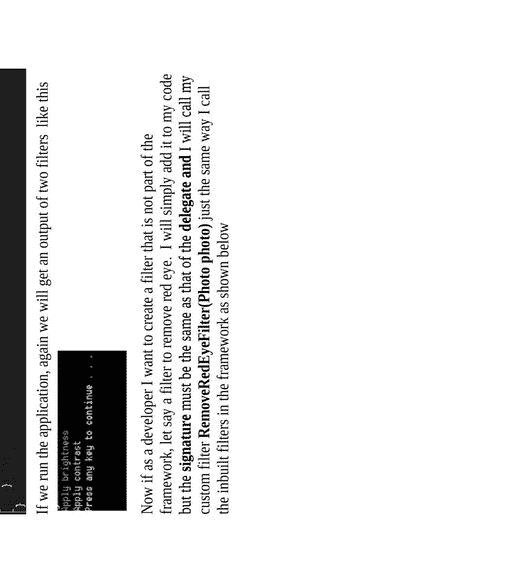 If we run the application, again we will get an output of two filters  like this
Apply brightness
Apply contrast
Press any key to continue . . .
Now if as a developer I want to create a filter that is not part of the
framework, let say a filter to remove red eye.  I will simply add it to my code
but the signature must be the same as that of the delegate and I will call my
custom filter RemoveRedEyeFilter(Photo photo) just the same way I call
the inbuilt filters in the framework as shown below